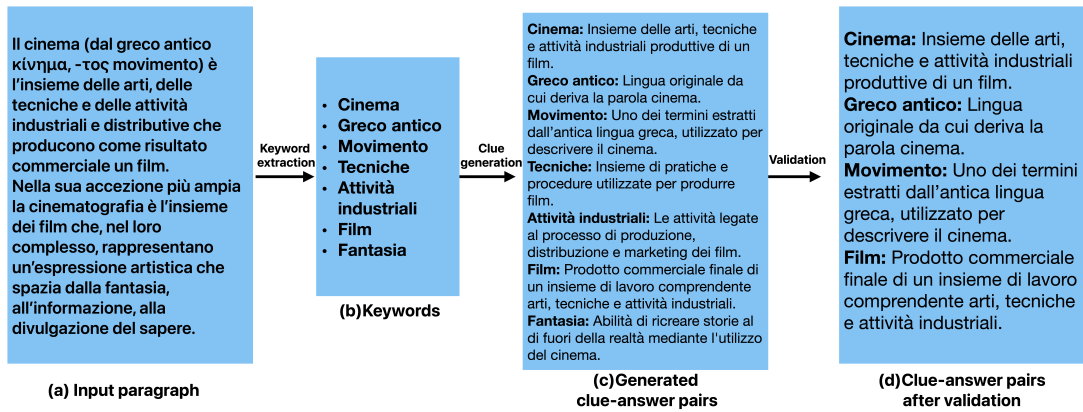 Il cinema (dal greco antico
κίνημα, -τος movimento) è
l’insieme delle arti, delle
tecniche e delle attività
industriali e distributive che
producono come risultato
commerciale un film.
Nella sua accezione più ampia
la cinematografia è l’insieme
dei film che, nel loro
complesso, rappresentano
un’espressione artistica che
spazia dalla fantasia,
all’informazione, alla
divulgazione del sapere.
(a) Input paragraph
Keyword
extraction
• Cinema
• Greco antico
• Movimento
• Tecniche
• Attività
industriali
• Film
• Fantasia
(b)Keywords
Clue
generation
Cinema: Insieme delle arti, tecniche
e attività industriali produttive di un
film.
Greco antico: Lingua originale da
cui deriva la parola cinema.
Movimento: Uno dei termini estratti
dall’antica lingua greca, utilizzato per
descrivere il cinema.
Tecniche: Insieme di pratiche e
procedure utilizzate per produrre
film.
Attività industriali: Le attività legate
al processo di produzione,
distribuzione e marketing dei film.
Film: Prodotto commerciale finale di
un insieme di lavoro comprendente
arti, tecniche e attività industriali.
Fantasia: Abilità di ricreare storie al
di fuori della realtà mediante l'utilizzo
del cinema.
(c)Generated
clue-answer pairs
Validation
Cinema: Insieme delle arti,
tecniche e attività industriali
produttive di un film.
Greco antico: Lingua
originale da cui deriva la
parola cinema.
Movimento: Uno dei termini
estratti dall’antica lingua
greca, utilizzato per
descrivere il cinema.
Film: Prodotto commerciale
finale di un insieme di lavoro
comprendente arti, tecniche
e attività industriali.
(d)Clue-answer pairs
after validation